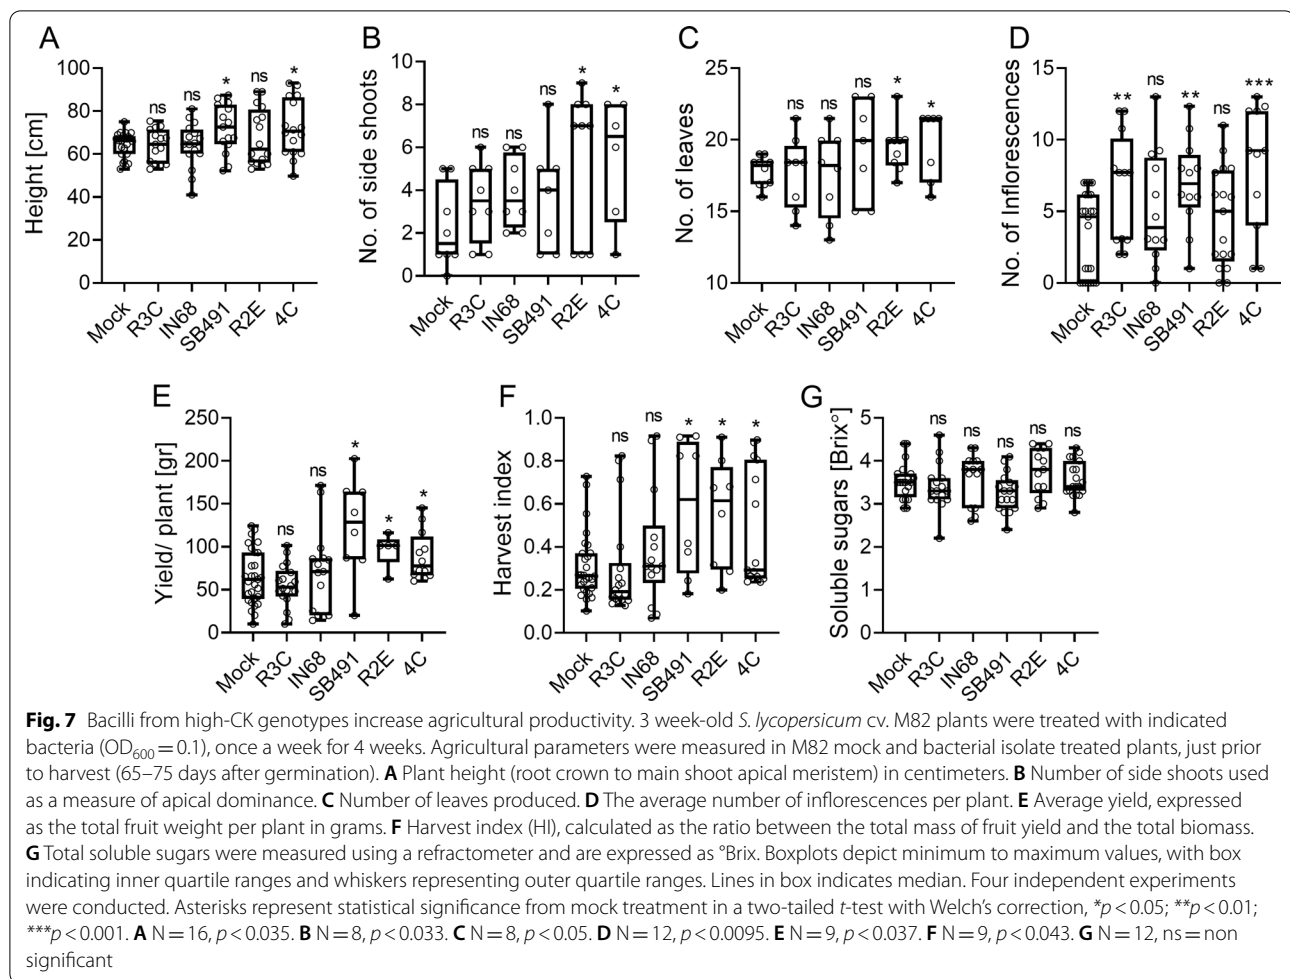 A
Height [cm]
100
80
60
40
20
0
ns
ns
*
ns
*
Mock
R3C
IN68
SB491
R2E
4C
B
No. of side shoots
10
8
6
4
2
0
ns
ns
ns
*
*
Mock
R3C
IN68
SB491
R2E
4C
C
No. of leaves
25
20
15
10
ns
ns
ns
*
*
Mock
R3C
IN68
SB491
R2E
4C
D
No. of Inflorescences
15
10
5
0
**
ns
**
ns
***
Mock
R3C
IN68
SB491
R2E
4C
E
Yield/ plant [gr]
250
200
150
100
50
0
ns
ns
*
*
*
Mock
R3C
IN68
SB491
R2E
4C
F
Harvest index
1.0
0.8
0.6
0.4
0.2
0.0
ns
ns
*
*
*
Mock
R3C
IN68
SB491
R2E
4C
G
Soluble sugars [Brix°]
5
4
3
2
1
0
ns
ns
ns
ns
ns
Mock
R3C
IN68
SB491
R2E
4C
Fig. 7 Bacilli from high-CK genotypes increase agricultural productivity. 3 week-old S. lycopersicum cv. M82 plants were treated with indicated
bacteria (OD600 = 0.1), once a week for 4 weeks. Agricultural parameters were measured in M82 mock and bacterial isolate treated plants, just prior
to harvest (65–75 days after germination). A Plant height (root crown to main shoot apical meristem) in centimeters. B Number of side shoots used
as a measure of apical dominance. C Number of leaves produced. D The average number of inflorescences per plant. E Average yield, expressed
as the total fruit weight per plant in grams. F Harvest index (HI), calculated as the ratio between the total mass of fruit yield and the total biomass.
G Total soluble sugars were measured using a refractometer and are expressed as °Brix. Boxplots depict minimum to maximum values, with box
indicating inner quartile ranges and whiskers representing outer quartile ranges. Lines in box indicates median. Four independent experiments
were conducted. Asterisks represent statistical significance from mock treatment in a two-tailed t-test with Welch's correction, *p < 0.05; **p < 0.01;
***p < 0.001. A N = 16, p < 0.035. B N = 8, p < 0.033. C N = 8, p < 0.05. D N = 12, p < 0.0095. E N = 9, p < 0.037. F N = 9, p < 0.043. G N = 12, ns = non
significant